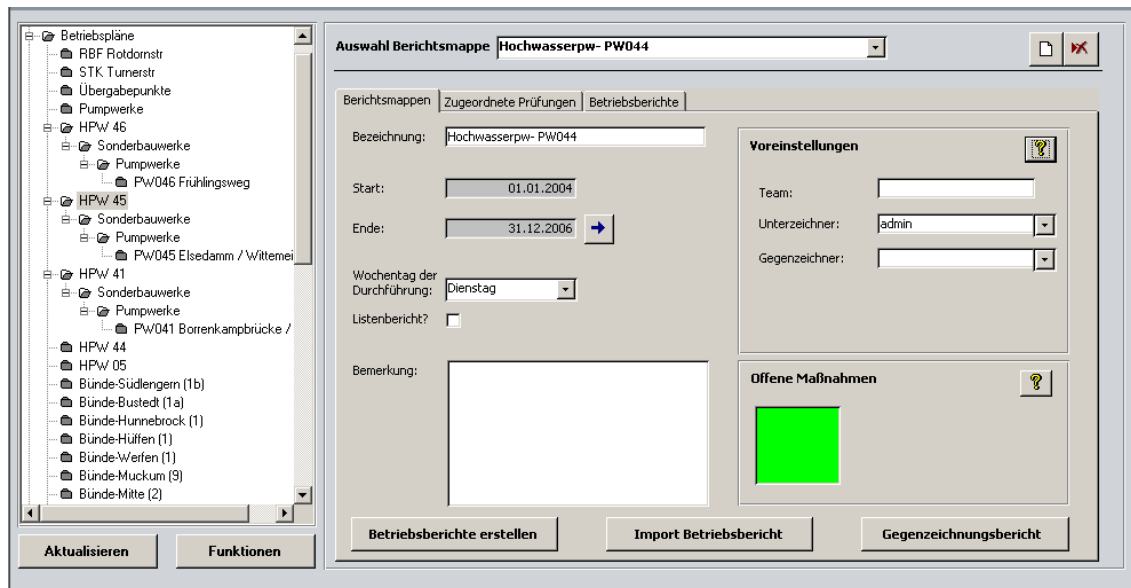 Betriebspläne
RBF Rotdornstr
STK Turnerstr
Übergabepunkte
Pumpwerke
HPW 46
Sonderbauwerke
Pumpwerke
PW046 Frühlingsweg
HPW 45
Sonderbauwerke
Pumpwerke
PW045 Elsedamm / Wittemei
HPW 41
Sonderbauwerke
Pumpwerke
PW041 Borrenkampbrücke /
HPW 44
HPW 05
Bünde-Südlengern (1b)
Bünde-Bustedt (1a)
Bünde-Hunnebrock (1)
Bünde-Hüffen (1)
Bünde-Werfen (1)
Bünde-Muckum (9)
Bünde-Mitte (2)
Aktualisieren
Funktionen
Auswahl Berichtsmappe Hochwasserpw- PW044
Berichtsmappen Zugeordnete Prüfungen Betriebsberichte
Bezeichnung: Hochwasserpw- PW044
Start: 01.01.2004
Ende: 31.12.2006
Wochentag der
Durchführung: Dienstag
Listenbericht?
Bemerkung:
Voreinstellungen ?
Team:
Unterzeichner: admin
Gegenzeichner:
Offene Maßnahmen ?
Betriebsberichte erstellen
Import Betriebsbericht
Gegenzeichnungsbericht